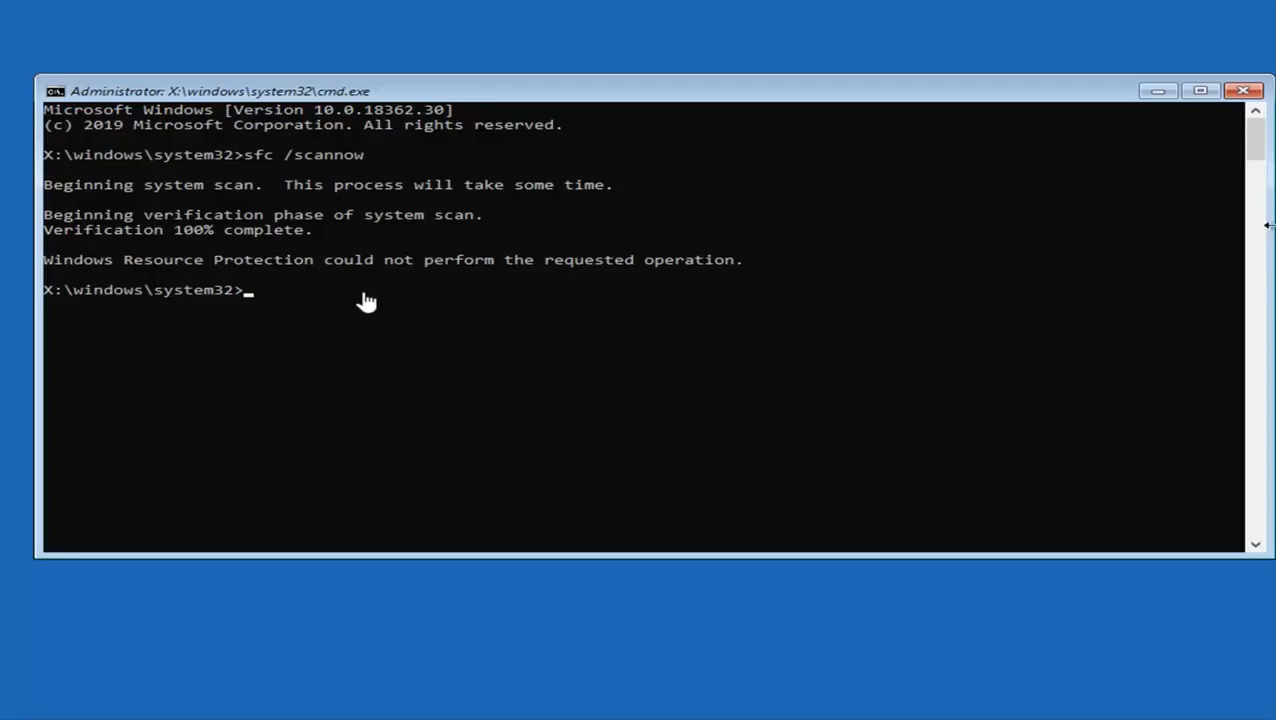 Administrator: X:\windows\system32\cmd.exe
Microsoft Windows [Version 10.0.18362.30]
(c) 2019 Microsoft Corporation. All rights reserved.
X:\windows\system32>sfc /scannow
Beginning system scan.  This process will take some time.
Beginning verification phase of system scan.
Verification 100% complete.
Windows Resource Protection could not perform the requested operation.
X:\windows\system32>